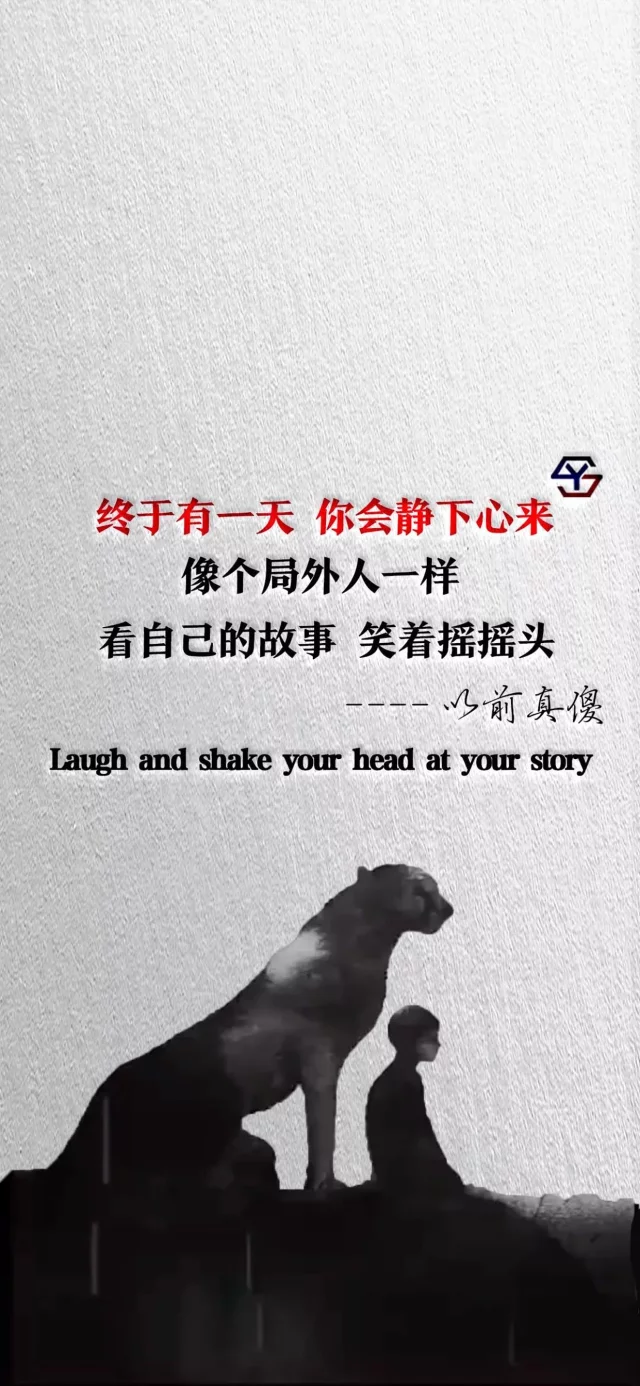 终于有一天 你会静下心来
像个局外人一样
看自己的故事 笑着摇摇头
---- 以前真傻
Laugh and shake your head at your story